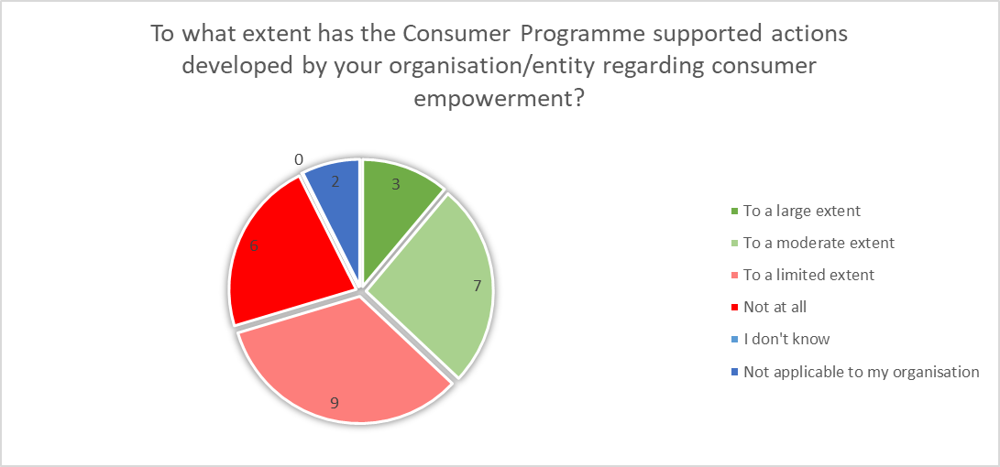 To what extent has the Consumer Programme supported actions
developed by your organisation/entity regarding consumer
empowerment?
0
2
3
6
7
9
To a large extent
To a moderate extent
To a limited extent
Not at all
I don't know
Not applicable to my organisation